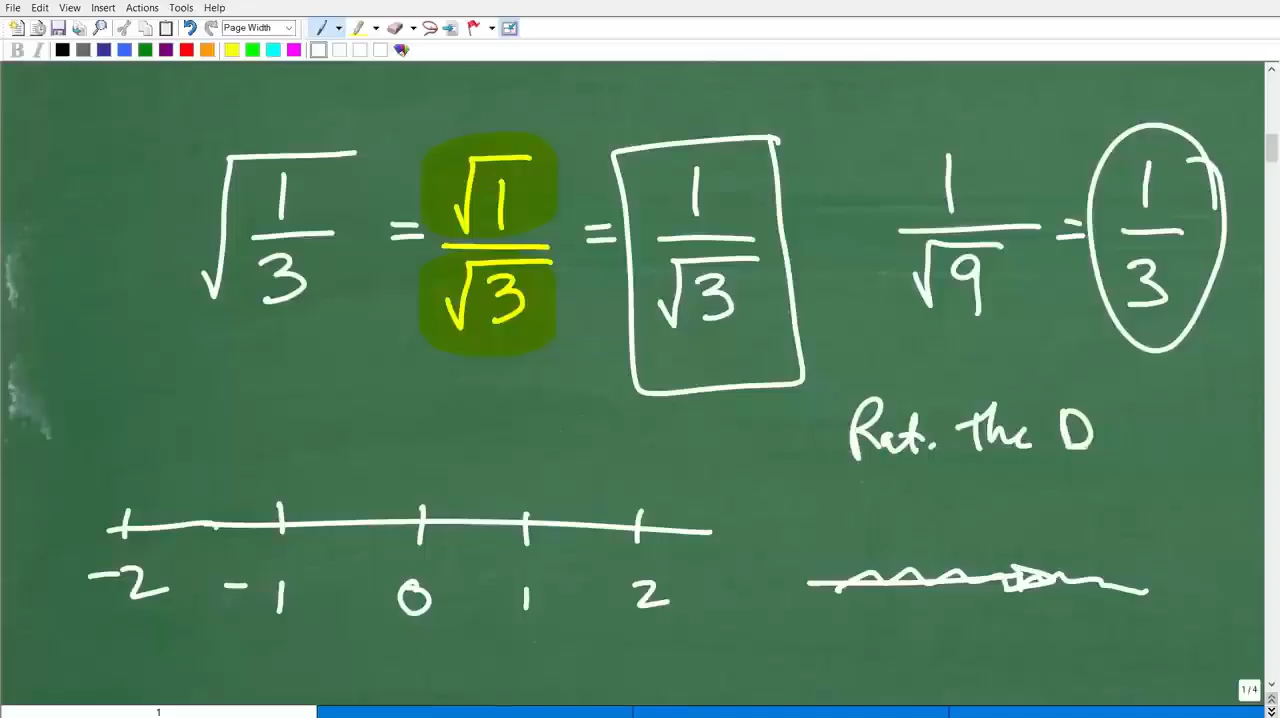 File Edit View Insert Actions Tools Help
Page Width
B I
√(1/3) = √1/√3 = 1/√3
1/√9 = 1/3
Rat. the D
-2 -1 0 1 2
1/4
1